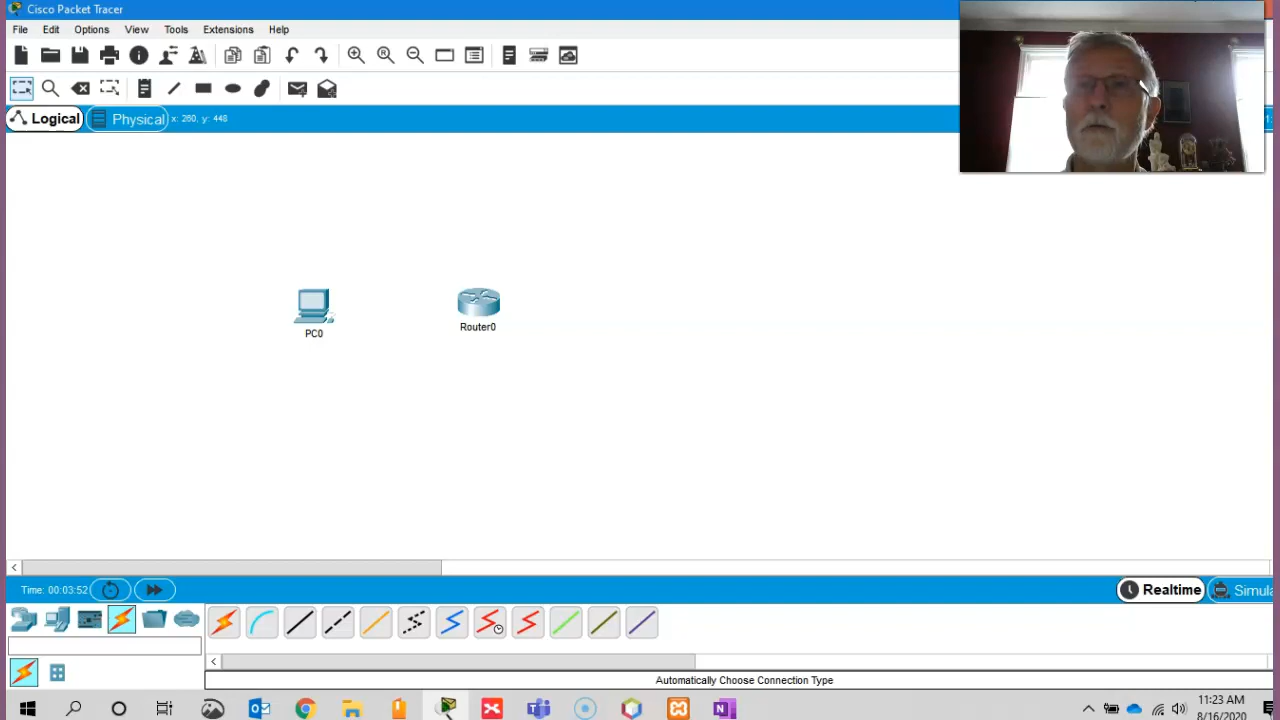 Cisco Packet Tracer
File Edit Options View Tools Extensions Help
Logical Physical x: 260, y: 448
PC0
Router0
Time: 00:03:52
Realtime
Simula
Automatically Choose Connection Type
11:23 AM
8/16/2020